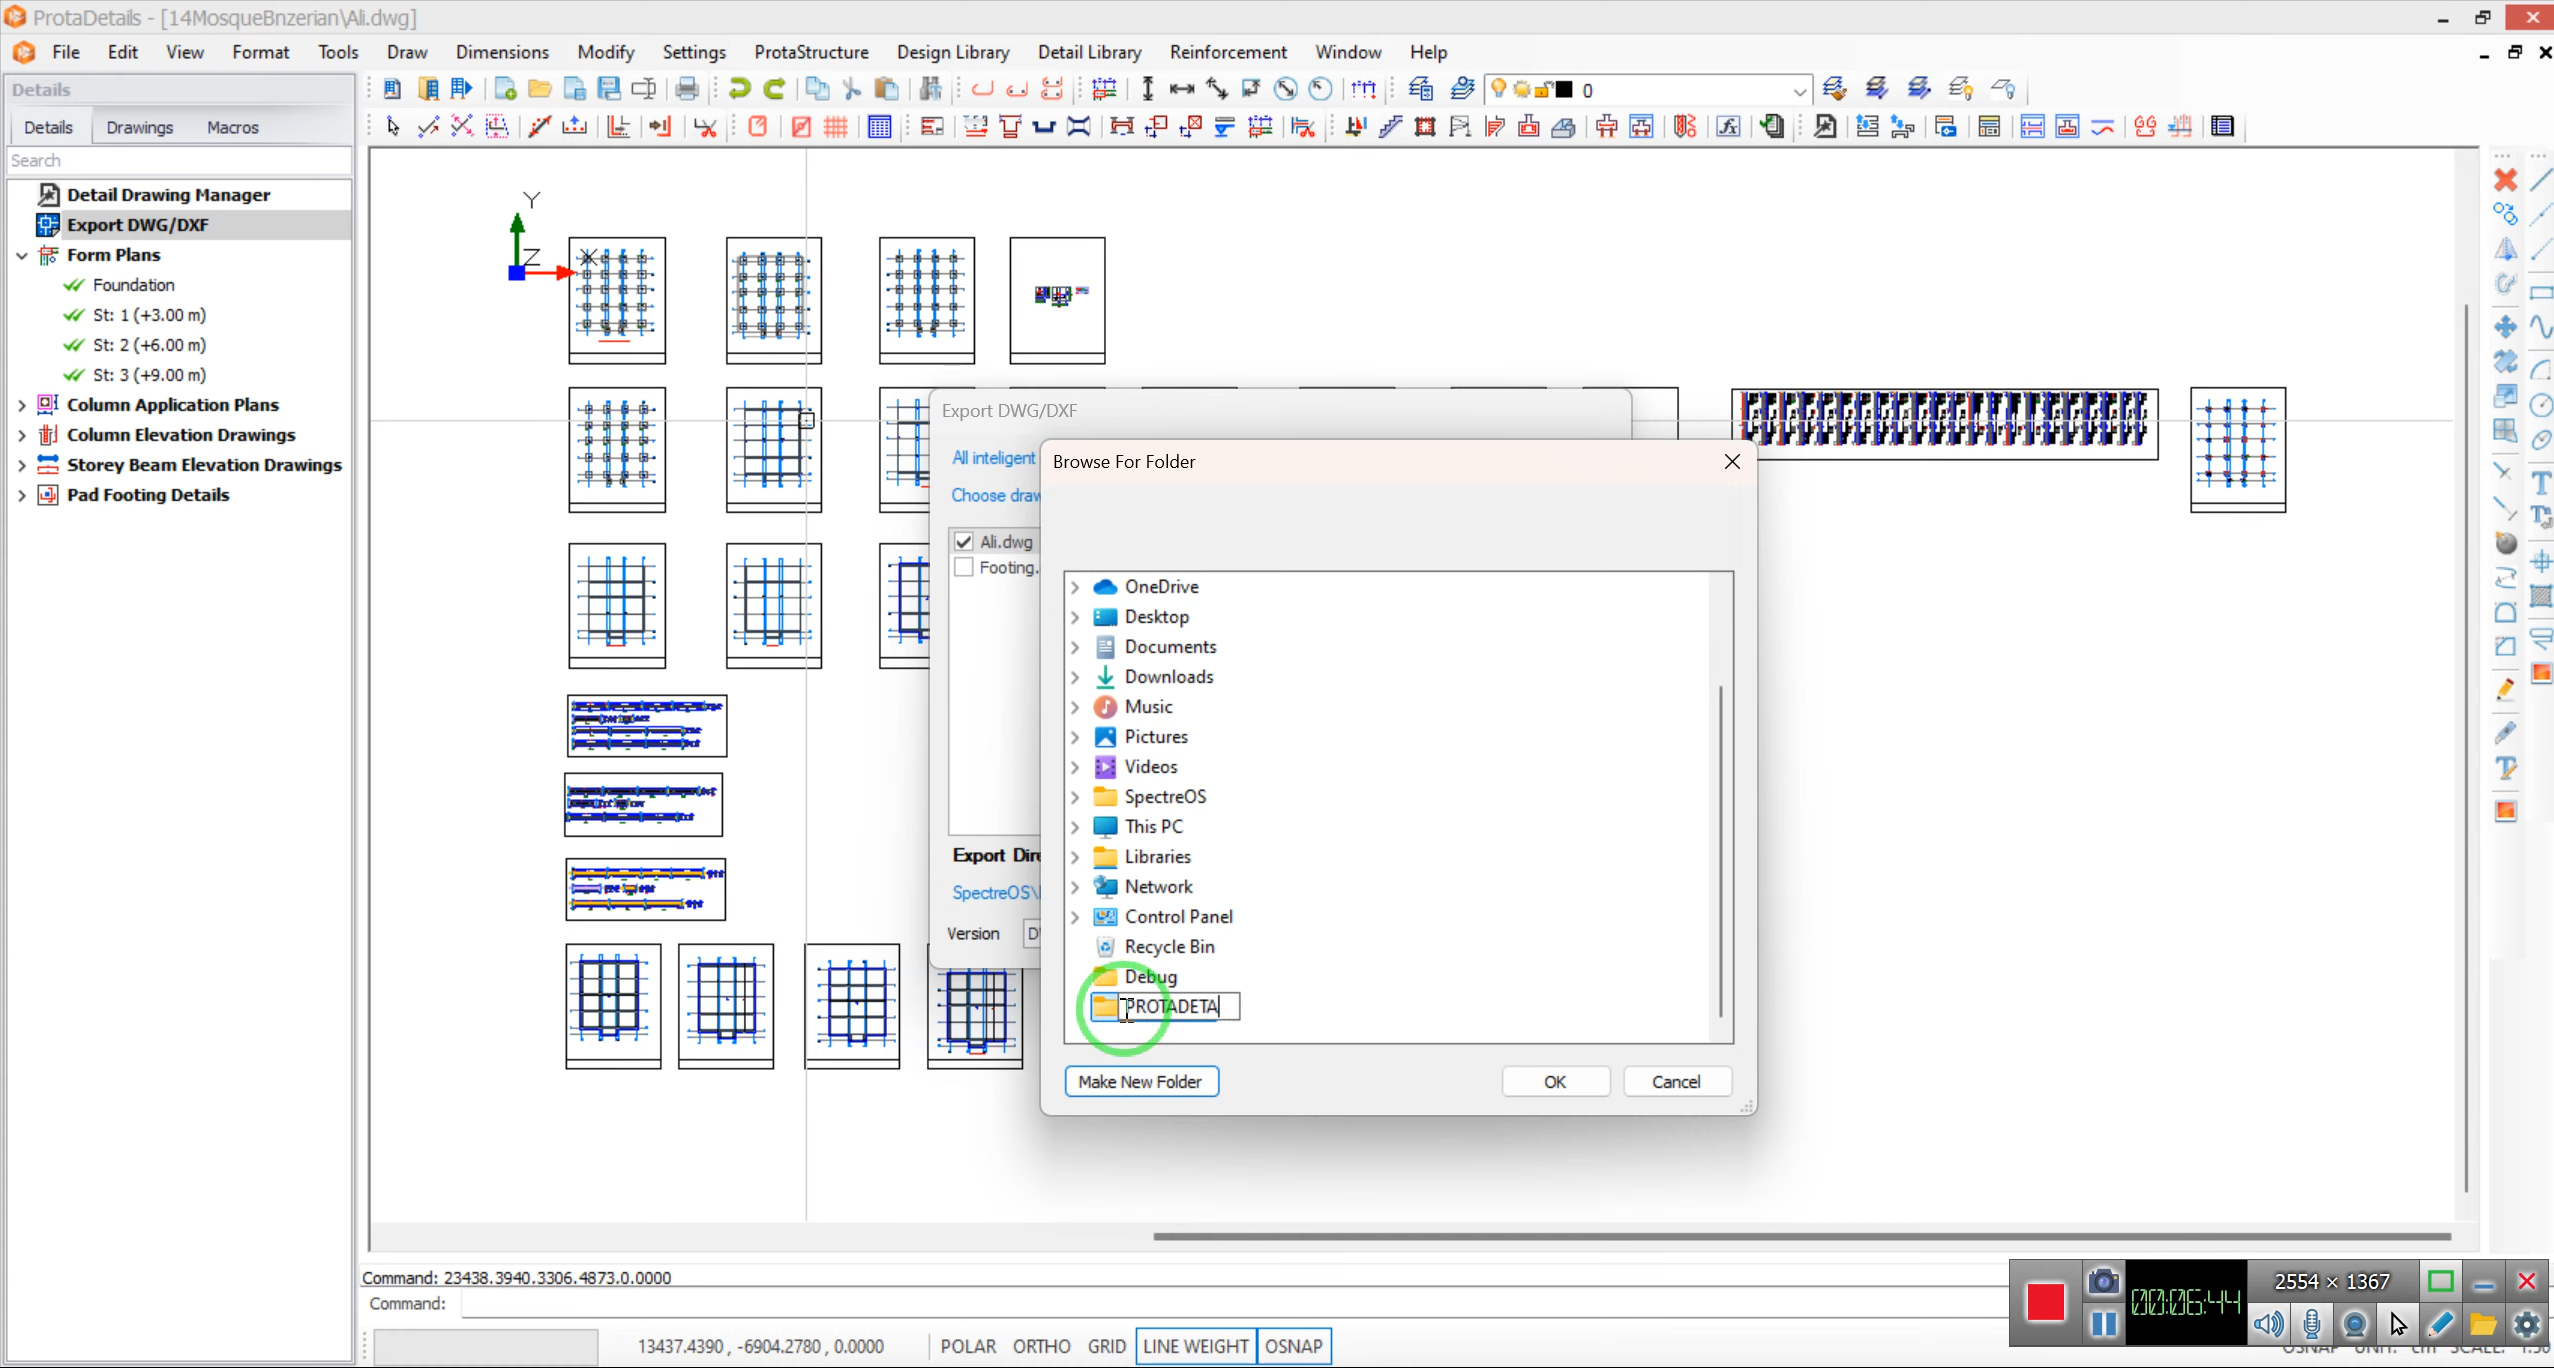 ProtaDetails - [14MosqueBnzerian\Ali.dwg]
File Edit View Format Tools Draw Dimensions Modify Settings ProtaStructure Design Library Detail Library Reinforcement Window Help
Details
0
Details Drawings Macros
Search
Detail Drawing Manager
Export DWG/DXF
Form Plans
Foundation
St: 1 (+3.00 m)
St: 2 (+6.00 m)
St: 3 (+9.00 m)
Column Application Plans
Column Elevation Drawings
Storey Beam Elevation Drawings
Pad Footing Details
Y
Z
X
Export DWG/DXF
All inteligent
Choose draw
Ali.dwg
Footing.
Export Dire
SpectreOS\
Version
Browse For Folder
OneDrive
Desktop
Documents
Downloads
Music
Pictures
Videos
SpectreOS
This PC
Libraries
Network
Control Panel
Recycle Bin
Debug
PROTADETA
Make New Folder OK Cancel
Command: 23438.3940.3306.4873.0.0000
Command:
13437.4390 , -6904.2780 , 0.0000 POLAR ORTHO GRID LINE WEIGHT OSNAP
00:06:44
2554 × 1367